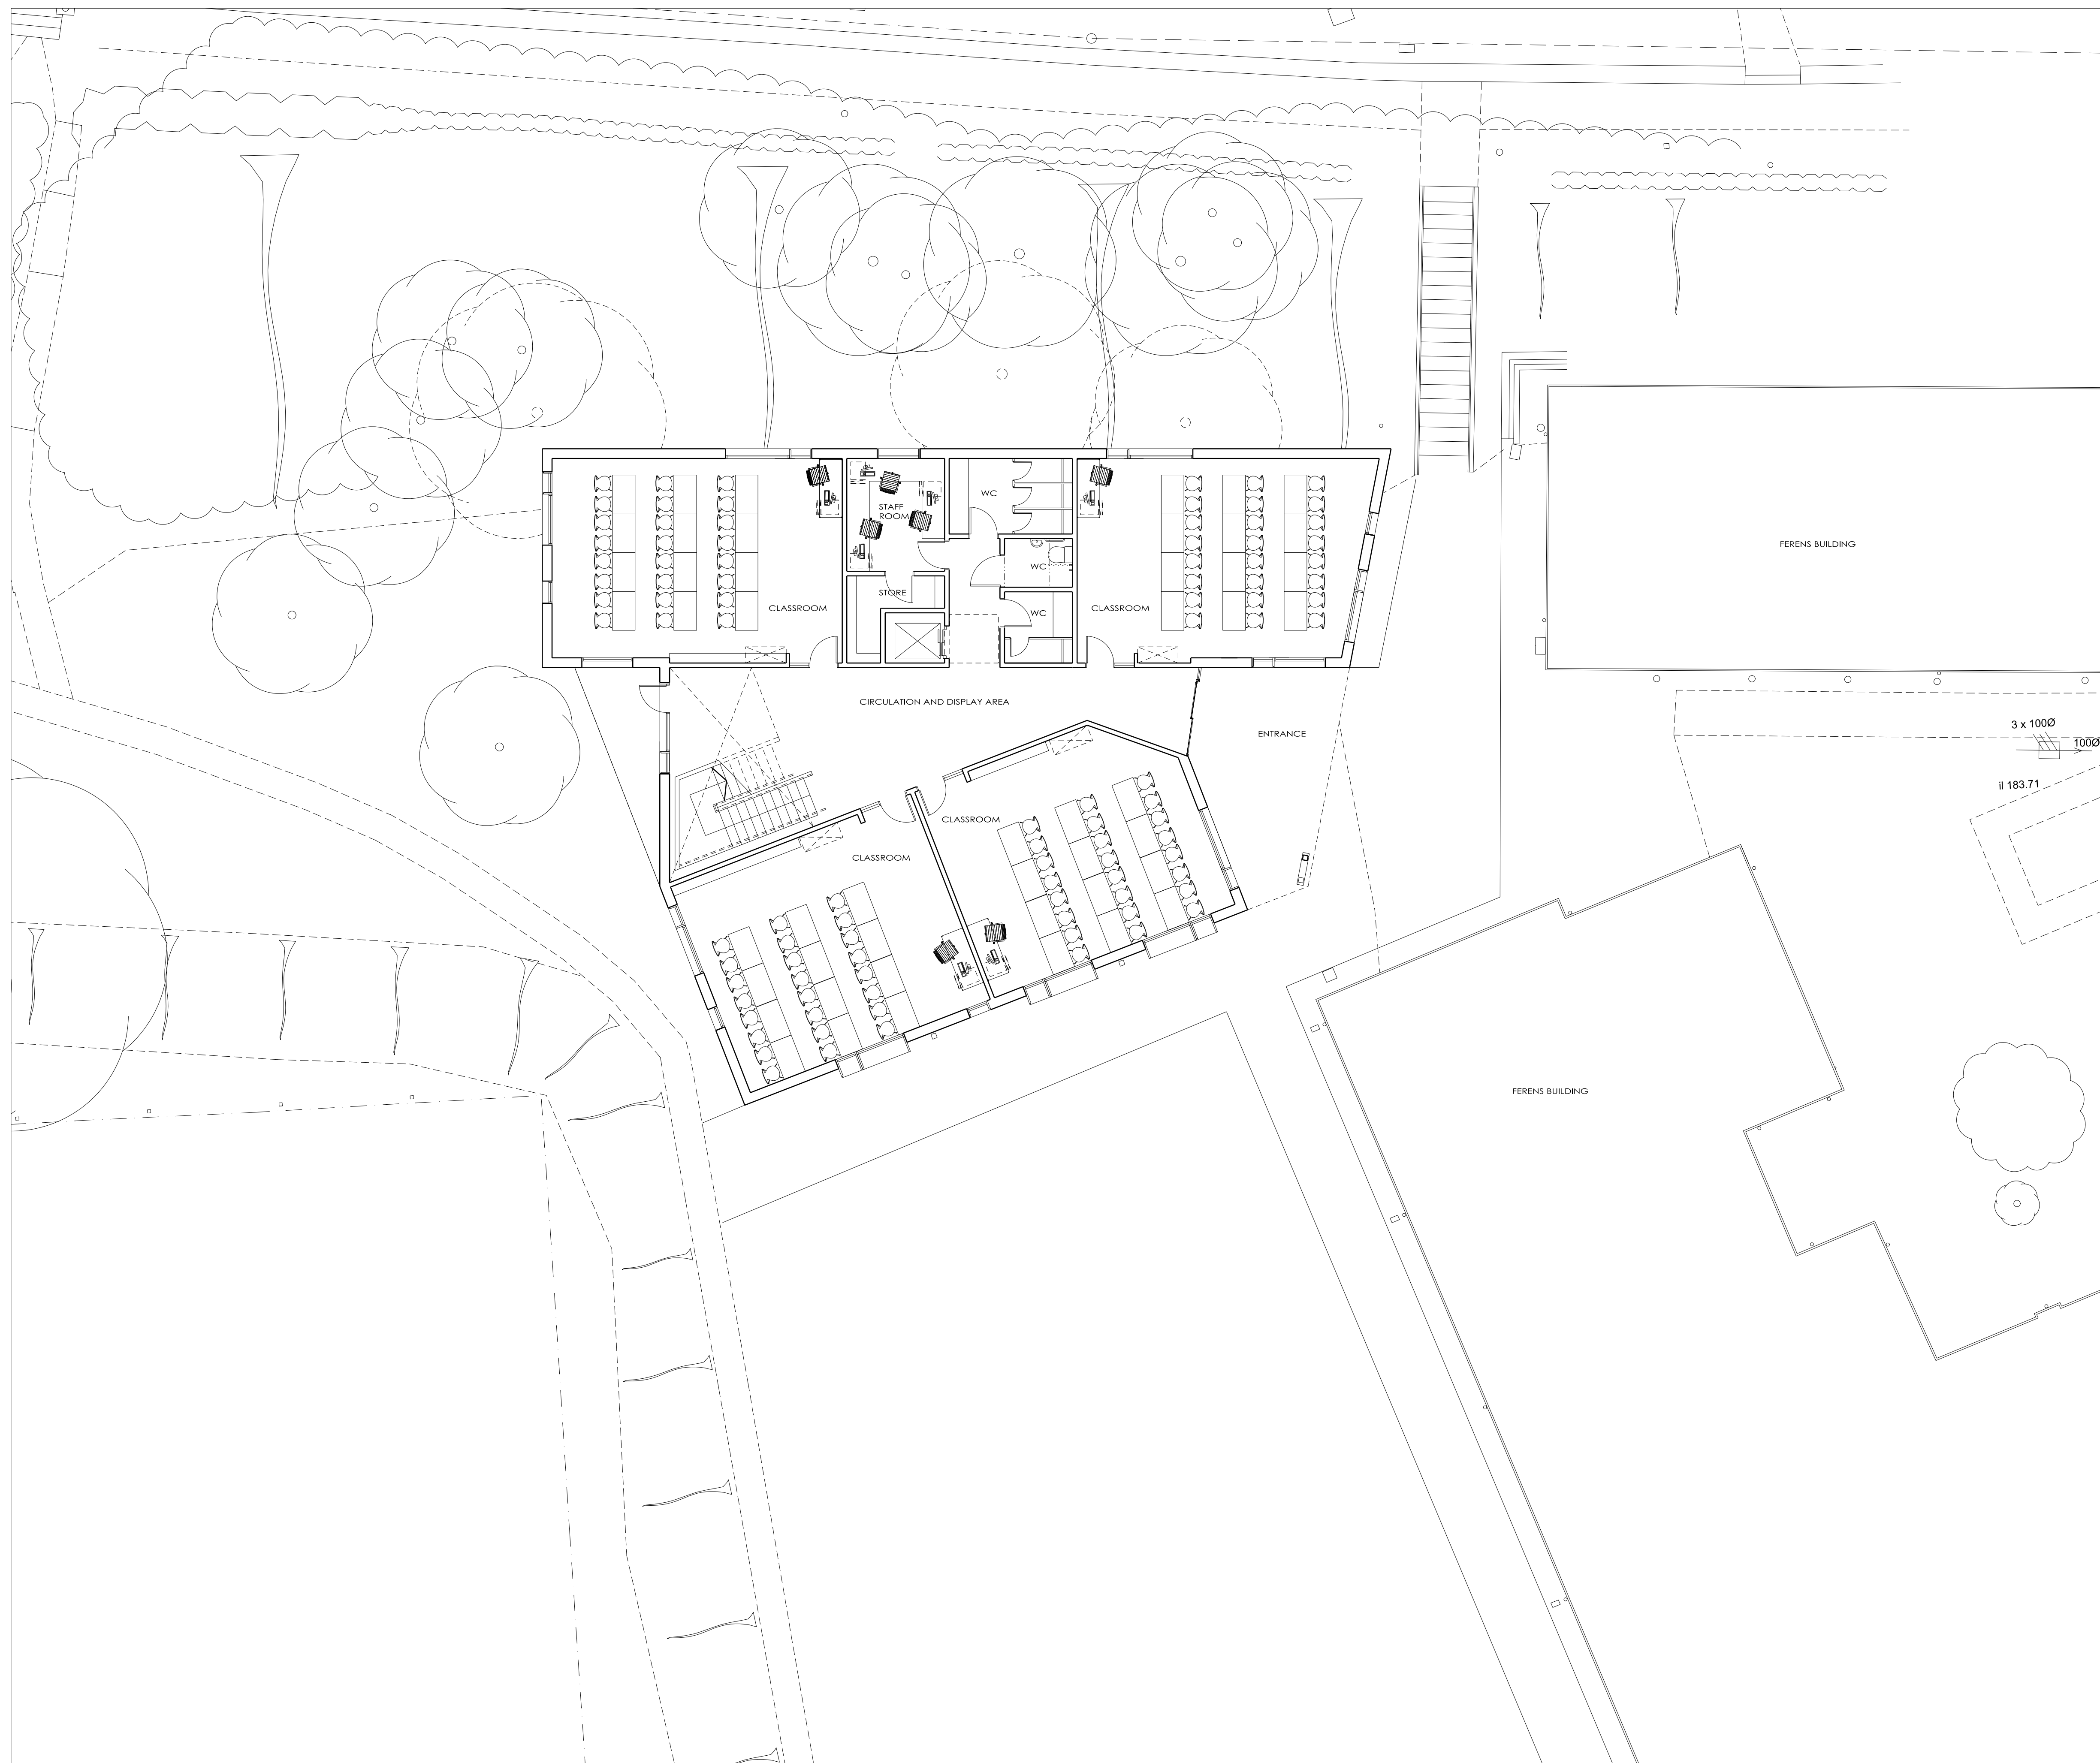 WC
STAFF
ROOM
FERENS BUILDING
WC
STORE
CLASSROOM
WC
CLASSROOM
CIRCULATION AND DISPLAY AREA
ENTRANCE
3 x 100Ø
100Ø
il 183.71
CLASSROOM
CLASSROOM
FERENS BUILDING